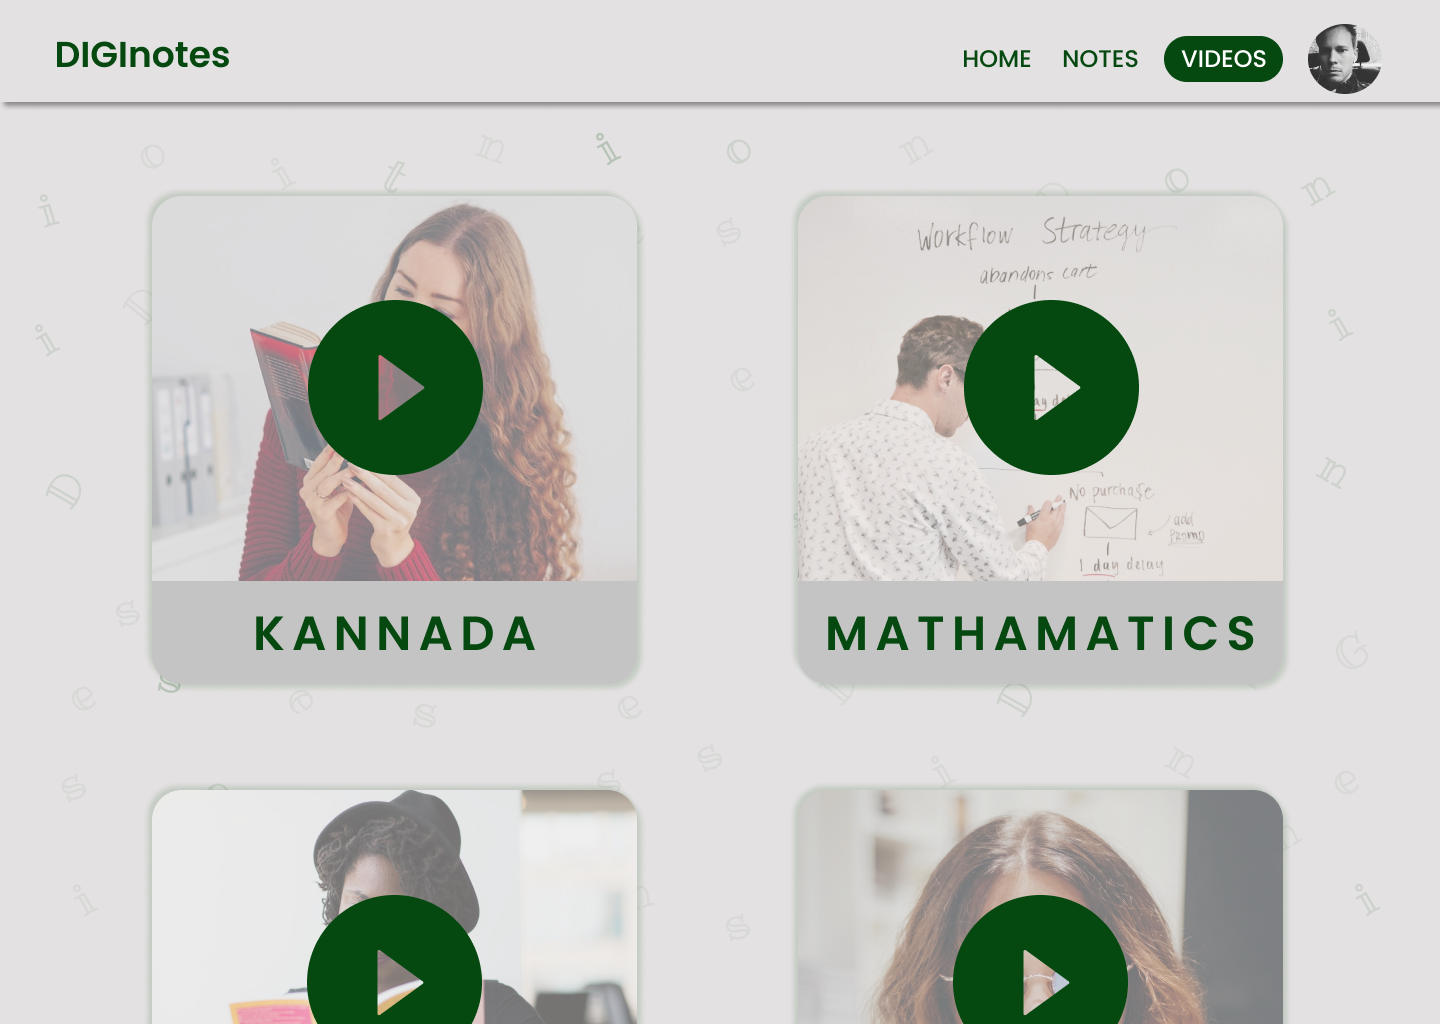 DIGInotes
HOME NOTES VIDEOS
o i t n i o n o n
i D s
i D e i
D n
Workflow Strategy
abandons cart
No purchase
add
promo
1 day delay
KANNADA MATHAMATICS
s G
e s e s e D
s s i n e
i n s i